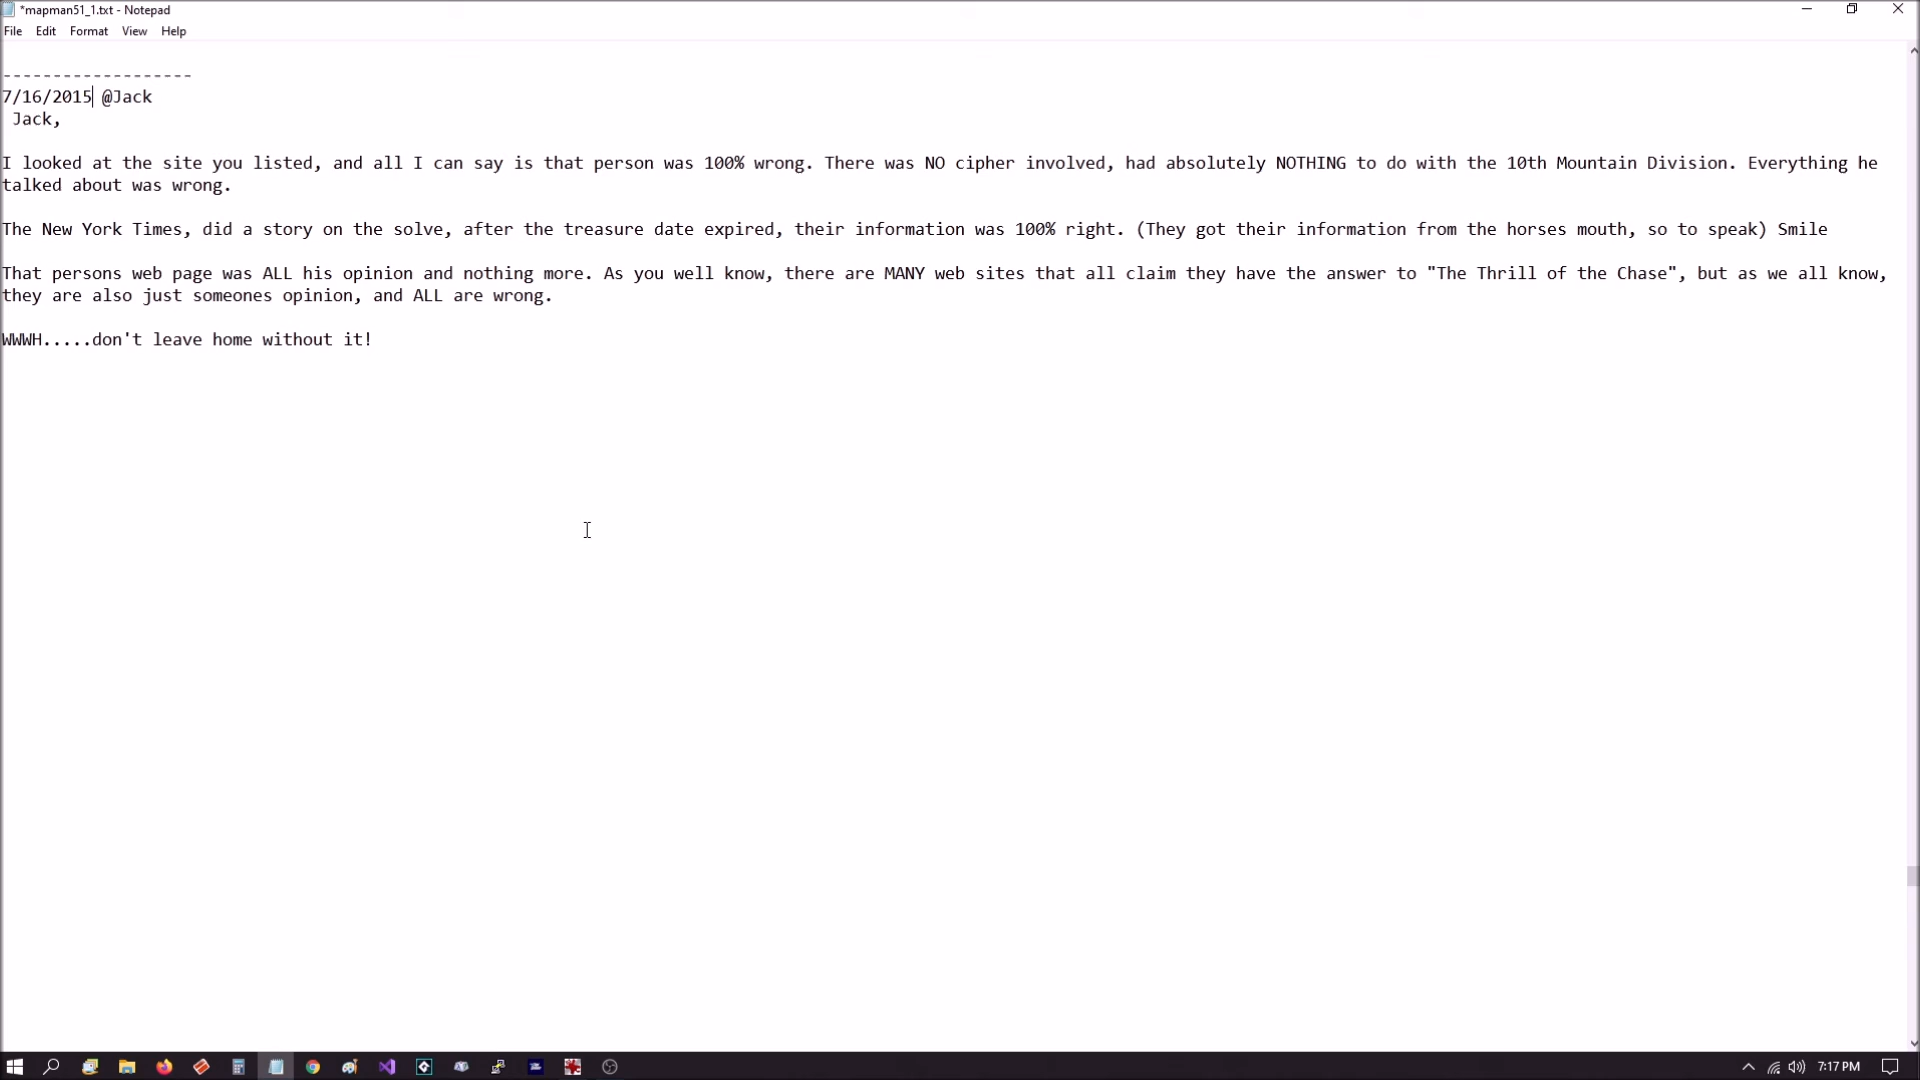 *mapman51_1.txt - Notepad
File Edit Format View Help
-------------------
7/16/2015 @Jack
Jack,
I looked at the site you listed, and all I can say is that person was 100% wrong. There was NO cipher involved, had absolutely NOTHING to do with the 10th Mountain Division. Everything he
talked about was wrong.
The New York Times, did a story on the solve, after the treasure date expired, their information was 100% right. (They got their information from the horses mouth, so to speak) Smile
That persons web page was ALL his opinion and nothing more. As you well know, there are MANY web sites that all claim they have the answer to "The Thrill of the Chase", but as we all know,
they are also just someones opinion, and ALL are wrong.
WWWH.....don't leave home without it!
7:17 PM